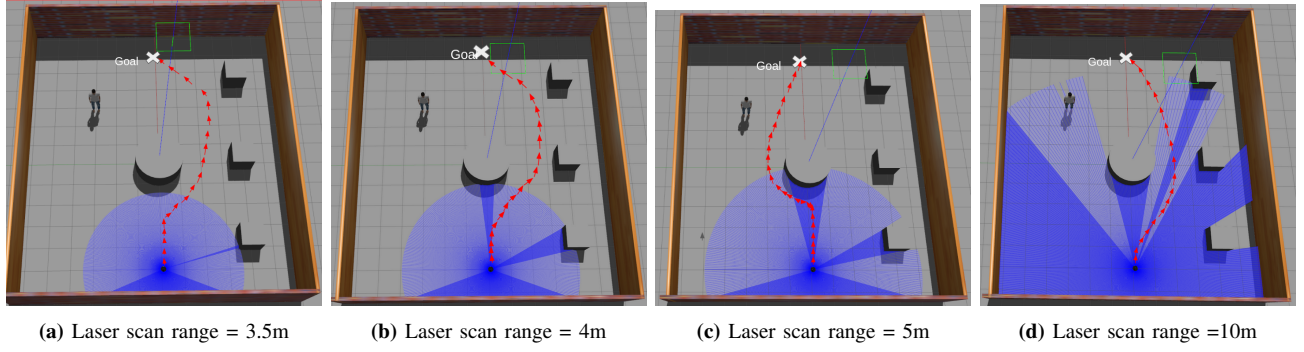 Goal
Goal
Goal
Goal
(a) Laser scan range = 3.5m
(b) Laser scan range = 4m
(c) Laser scan range = 5m
(d) Laser scan range =10m